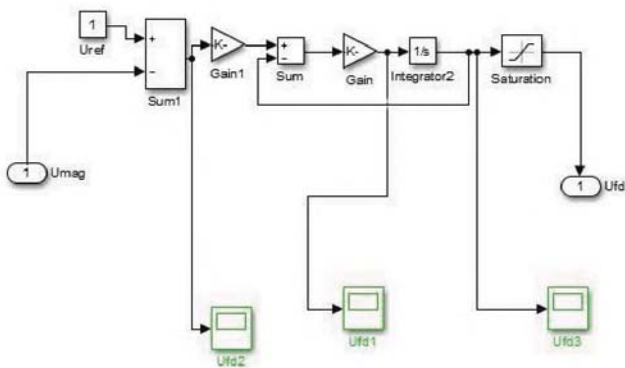 1
Uref
+
−
Sum1
K-
Gain1
+
−
Sum
K-
Gain
1/s
Integrator2
Saturation
1
Umag
1
Ufd
Ufd2
Ufd1
Ufd3